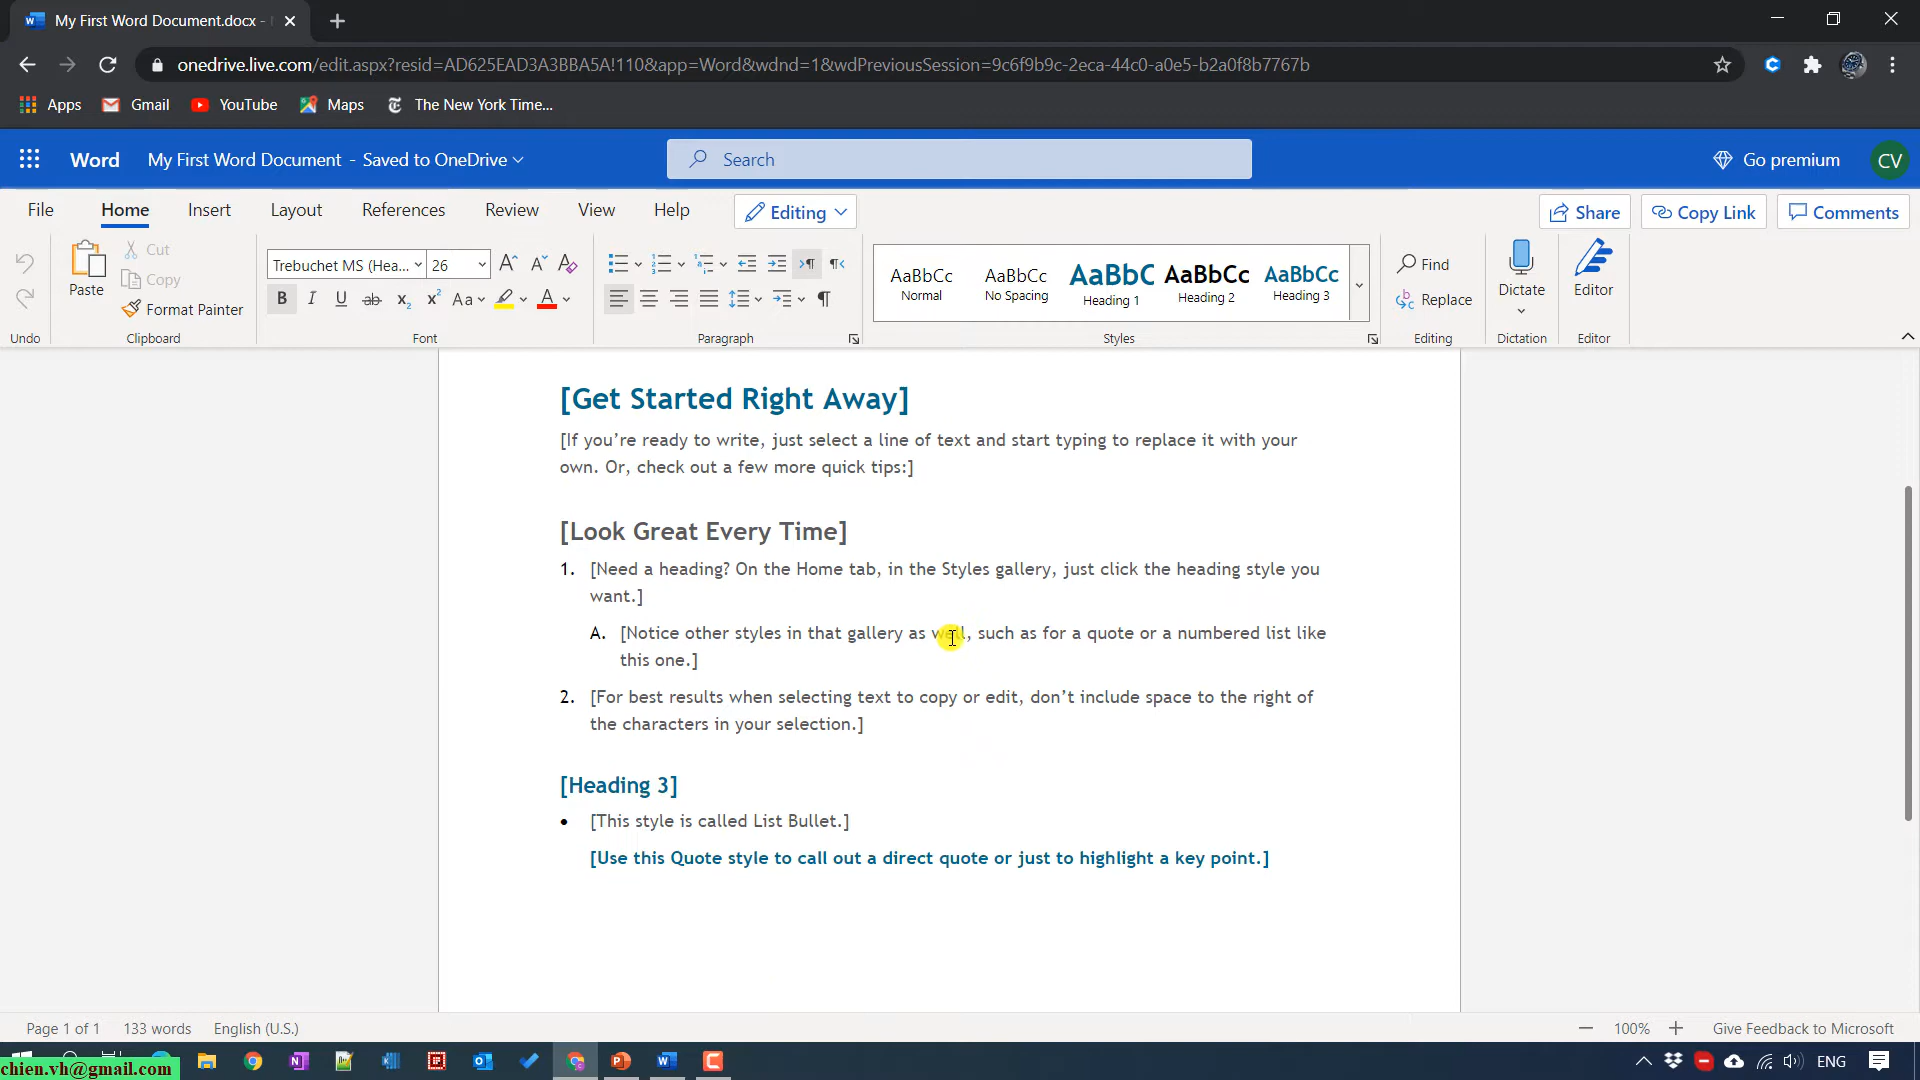 My First Word Document.docx -
onedrive.live.com/edit.aspx?resid=AD625EAD3A3BBA5A!110&app=Word&wdnd=1&wdPreviousSession=9c6f9b9c-2eca-44c0-a0e5-b2a0f8b7767b
Apps Gmail YouTube Maps The New York Time...
Word My First Word Document - Saved to OneDrive Search Go premium CV
File Home Insert Layout References Review View Help Editing Share Copy Link Comments
Paste Cut Copy Format Painter
Trebuchet MS (Hea... 26
AaBbCc Normal AaBbCc No Spacing AaBbC Heading 1 AaBbCc Heading 2 AaBbCc Heading 3
Find Replace Dictate Editor
Undo Clipboard Font Paragraph Styles Editing Dictation Editor
[Get Started Right Away]
[If you’re ready to write, just select a line of text and start typing to replace it with your
own. Or, check out a few more quick tips:]
[Look Great Every Time]
1. [Need a heading? On the Home tab, in the Styles gallery, just click the heading style you
want.]
A. [Notice other styles in that gallery as well, such as for a quote or a numbered list like
this one.]
2. [For best results when selecting text to copy or edit, don’t include space to the right of
the characters in your selection.]
[Heading 3]
• [This style is called List Bullet.]
[Use this Quote style to call out a direct quote or just to highlight a key point.]
Page 1 of 1 133 words English (U.S.) 100% Give Feedback to Microsoft
chien.vh@gmail.com ENG